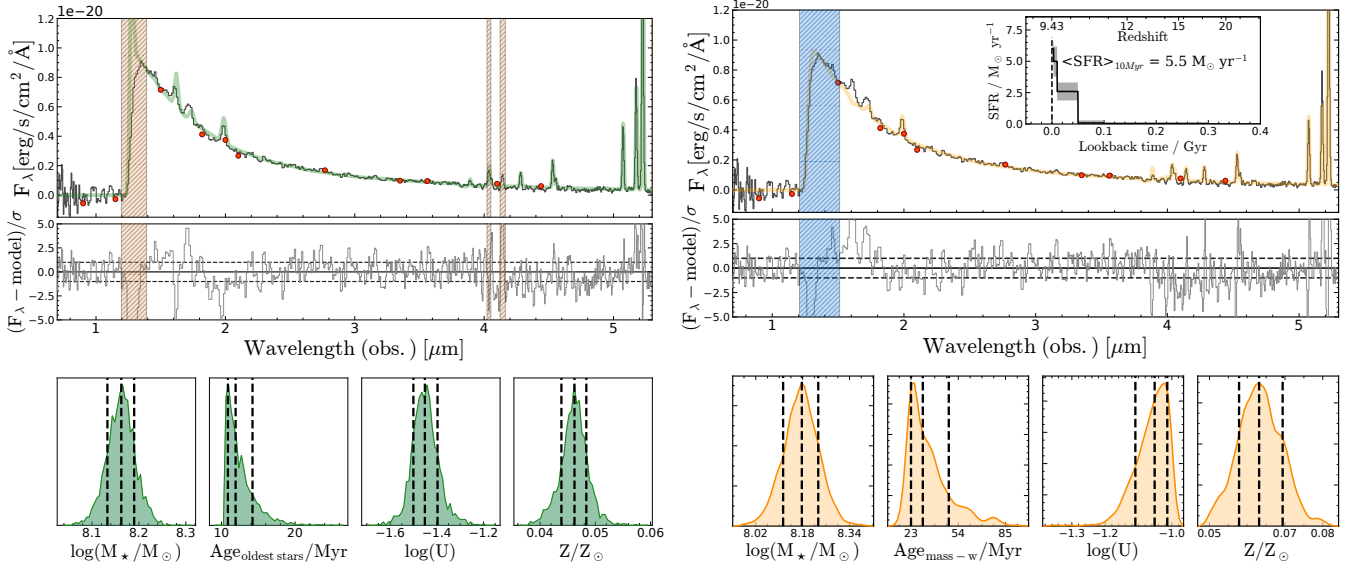 1e−20
1.2
1.0
0.8
0.6
0.4
0.2
0.0
F_λ [erg/s/cm²/Å]
5.0
2.5
0.0
−2.5
−5.0
(F_λ − model)/σ
1 2 3 4 5
Wavelength (obs.) [μm]
8.1 8.2 8.3
log(M⋆/M⊙)
10 20
Age_oldest stars/Myr
−1.6 −1.4 −1.2
log(U)
0.04 0.05 0.06
Z/Z⊙
1e−20
1.2
1.0
0.8
0.6
0.4
0.2
0.0
F_λ [erg/s/cm²/Å]
9.43 12 15 20
Redshift
7.5
5.0
2.5
0.0
SFR / M⊙ yr⁻¹
<SFR>₁₀Myr = 5.5 M⊙ yr⁻¹
0.0 0.1 0.2 0.3 0.4
Lookback time / Gyr
5.0
2.5
0.0
−2.5
−5.0
(F_λ − model)/σ
1 2 3 4 5
Wavelength (obs.) [μm]
8.02 8.18 8.34
log(M⋆/M⊙)
23 54 85
Age_mass−w/Myr
−1.3 −1.1 −1.0
log(U)
0.05 0.07 0.08
Z/Z⊙